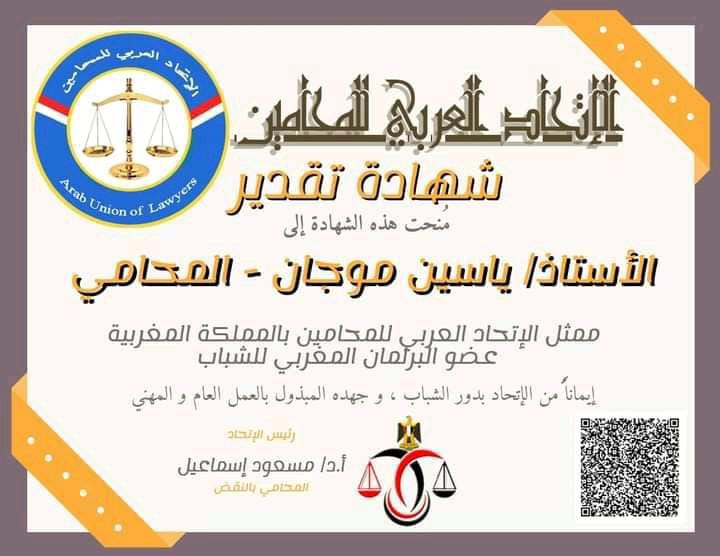 الإتحاد العربي للمحامين
Arab Union of Lawyers
الإتحاد العربي للمحامين
شهادة تقدير
مُنحت هذه الشهادة إلى
الأستاذ/ ياسين موجان - المحامي
ممثل الإتحاد العربي للمحامين بالمملكة المغربية
عضو البرلمان المغربي للشباب
إيماناً من الإتحاد بدور الشباب ، و جهده المبذول بالعمل العام و المهني
رئيس الإتحاد
أ.د/ مسعود إسماعيل
المحامي بالنقض